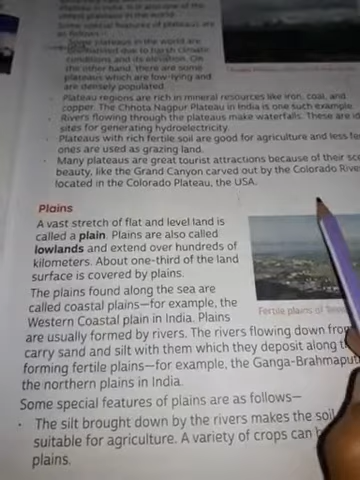 plateau in India. It is also one of the
oldest plateaus in the world.
Some special features of plateaus are
as follows—
Some plateaus in the world are
uninhabited due to harsh climatic
conditions and its elevation. On
the other hand, there are some
plateaus which are low-lying and
are densely populated.
· Plateau regions are rich in mineral resources like iron, coal, and
copper. The Chhota Nagpur Plateau in India is one such example.
· Rivers flowing through the plateaus make waterfalls. These are
sites for generating hydroelectricity.
· Plateaus with rich fertile soil are good for agriculture and less
ones are used as grazing land.
· Many plateaus are great tourist attractions because of their
beauty, like the Grand Canyon carved out by the Colorado
located in the Colorado Plateau, the USA.
Plains
A vast stretch of flat and level land is
called a plain. Plains are also called
lowlands and extend over hundreds of
kilometers. About one-third of the land
surface is covered by plains.
The plains found along the sea are
called coastal plains—for example, the
Western Coastal plain in India. Plains
are usually formed by rivers. The rivers flowing down from
carry sand and silt with them which they deposit along
forming fertile plains—for example, the
the northern plains in India.
Some special features of plains are as follows—
· The silt brought down by the rivers makes the soil
suitable for agriculture. A variety of crops can
plains.
Fertile plains of